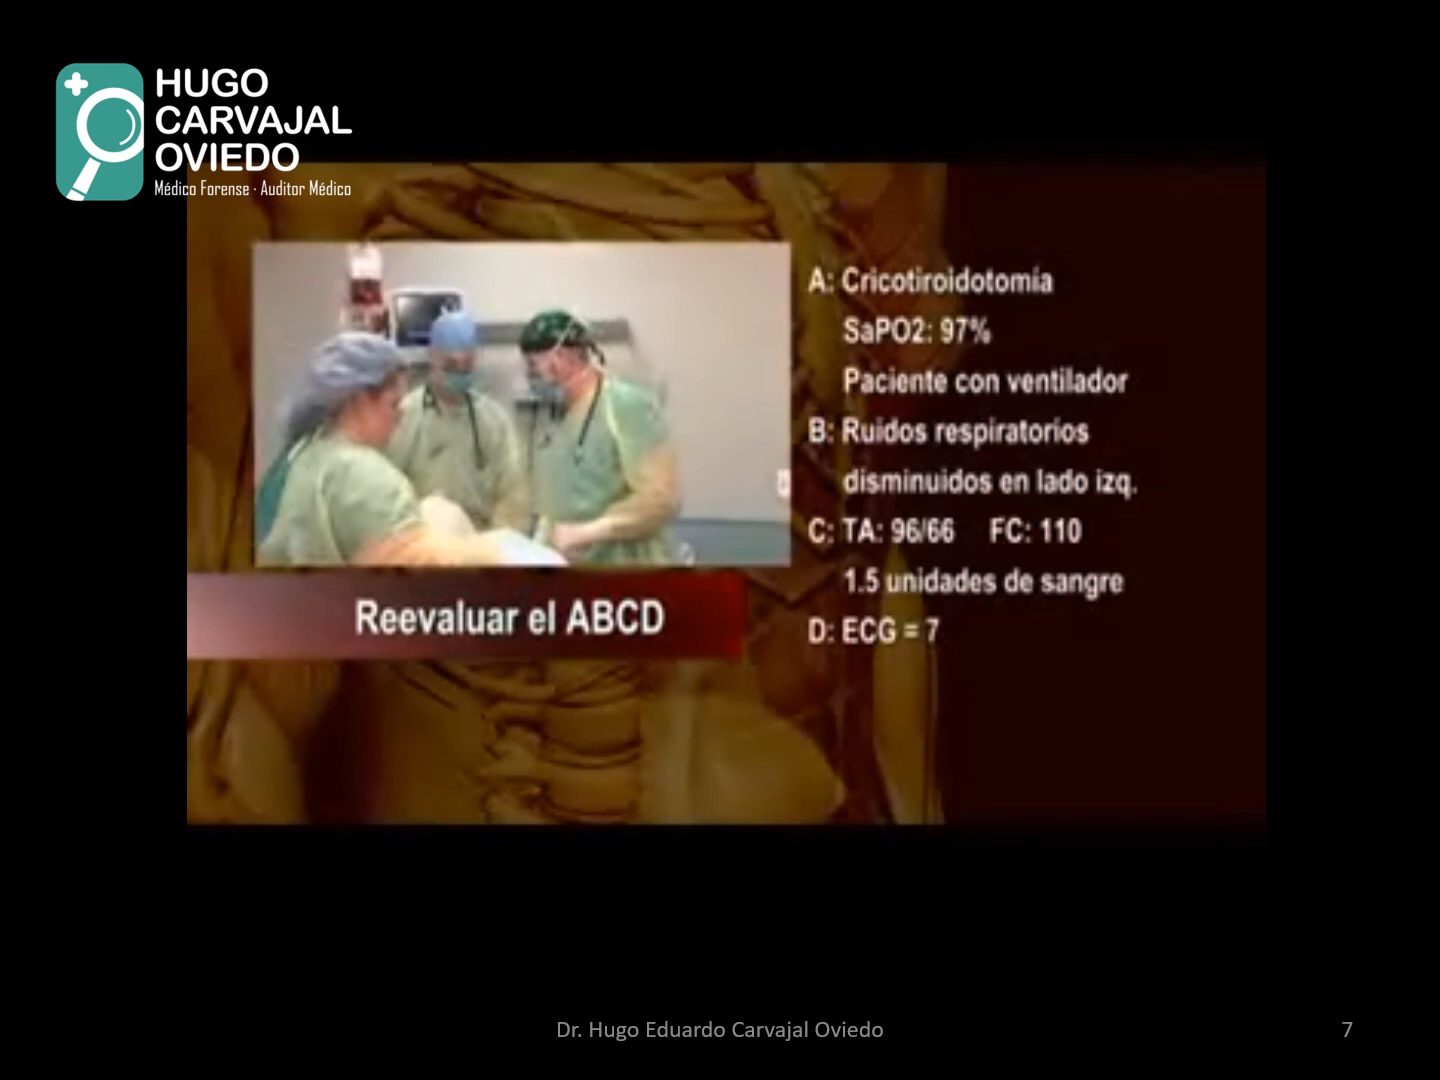 HUGO
CARVAJAL
OVIEDO
Médico Forense · Auditor Médico
A: Cricotiroidotomía
SaPO2: 97%
Paciente con ventilador
B: Ruidos respiratorios
disminuidos en lado izq.
C: TA: 96/66 FC: 110
1.5 unidades de sangre
D: ECG = 7
Reevaluar el ABCD
Dr. Hugo Eduardo Carvajal Oviedo
7